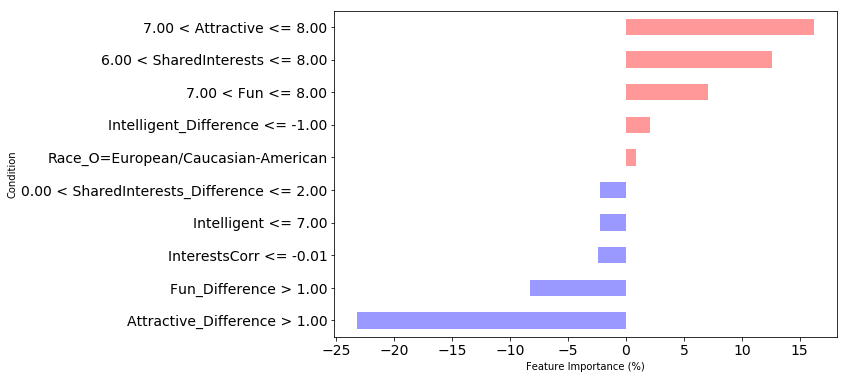 7.00 < Attractive <= 8.00
6.00 < SharedInterests <= 8.00
7.00 < Fun <= 8.00
Intelligent_Difference <= -1.00
Race_O=European/Caucasian-American
0.00 < SharedInterests_Difference <= 2.00
Intelligent <= 7.00
InterestsCorr <= -0.01
Fun_Difference > 1.00
Attractive_Difference > 1.00
Condition
−25 −20 −15 −10 −5 0 5 10 15
Feature Importance (%)